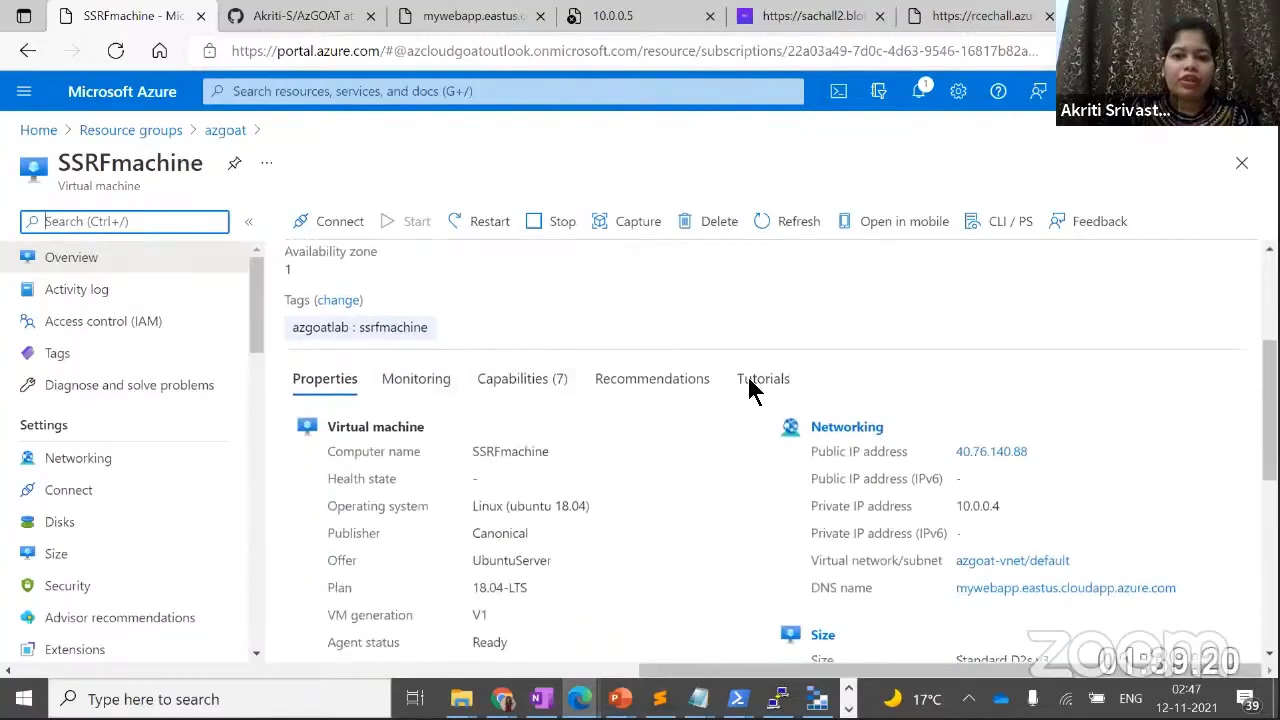 SSRFmachine - Mic
Akriti-S/AzGOAT at
mywebapp.eastus.c
10.0.0.5
https://sachall2.blo
https://rcechall.azu
https://portal.azure.com/#@azcloudgoatoutlook.onmicrosoft.com/resource/subscriptions/22a03a49-7d0c-4d63-9546-16817b82a...
Microsoft Azure
Search resources, services, and docs (G+/)
1
Akriti Srivast...
Home > Resource groups > azgoat >
SSRFmachine
...
Virtual machine
Search (Ctrl+/)
«
Connect
Start
Restart
Stop
Capture
Delete
Refresh
Open in mobile
CLI / PS
Feedback
Overview
Activity log
Access control (IAM)
Tags
Diagnose and solve problems
Settings
Networking
Connect
Disks
Size
Security
Advisor recommendations
Extensions
Availability zone
1
Tags (change)
azgoatlab : ssrfmachine
Properties
Monitoring
Capabilities (7)
Recommendations
Tutorials
Virtual machine
Computer name SSRFmachine
Health state -
Operating system Linux (ubuntu 18.04)
Publisher Canonical
Offer UbuntuServer
Plan 18.04-LTS
VM generation V1
Agent status Ready
Networking
Public IP address 40.76.140.88
Public IP address (IPv6) -
Private IP address 10.0.0.4
Private IP address (IPv6) -
Virtual network/subnet azgoat-vnet/default
DNS name mywebapp.eastus.cloudapp.azure.com
Size
Size Standard D2s v3
zoom
01:39:20
Type here to search
17°C
ENG
02:47
12-11-2021
39